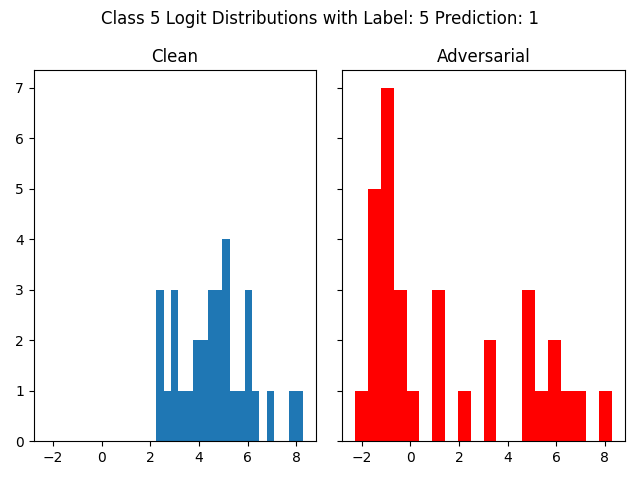 Class 5 Logit Distributions with Label: 5 Prediction: 1
Clean
Adversarial
7
6
5
4
3
2
1
0
−2 0 2 4 6 8
−2 0 2 4 6 8